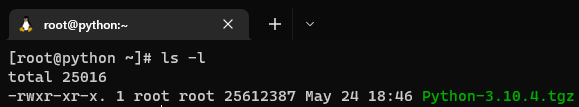 root@python:~
[root@python ~]# ls -l
total 25016
-rwxr-xr-x. 1 root root 25612387 May 24 18:46 Python-3.10.4.tgz